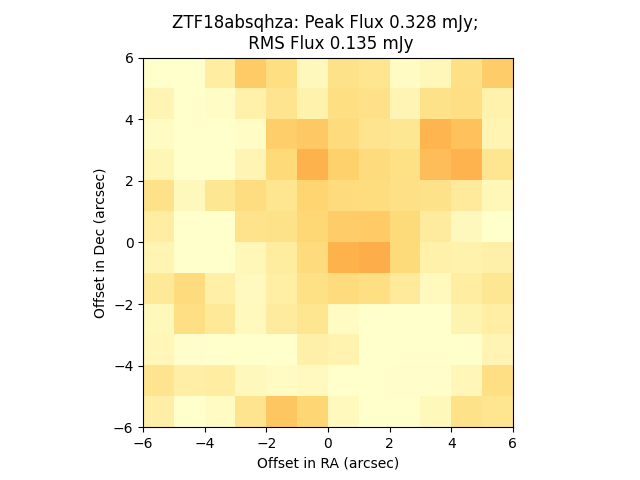 ZTF18absqhza: Peak Flux 0.328 mJy;
RMS Flux 0.135 mJy
6
4
2
0
−2
−4
−6
Offset in Dec (arcsec)
−6 −4 −2 0 2 4 6
Offset in RA (arcsec)